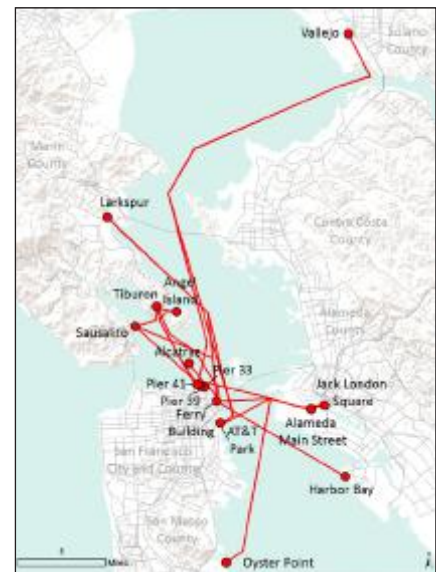 Vallejo
Solano
County
Marin
County
Larkspur
Contra Costa
County
Angel
Island
Tiburon
Sausalito
Alameda
County
Alcatraz
Pier 33
Pier 41
Pier 39
Jack London
Square
Ferry
Building
AT&T
Park
Alameda
Main Street
San Francisco
City and County
Harbor Bay
San Mateo
County
Oyster Point
Miles